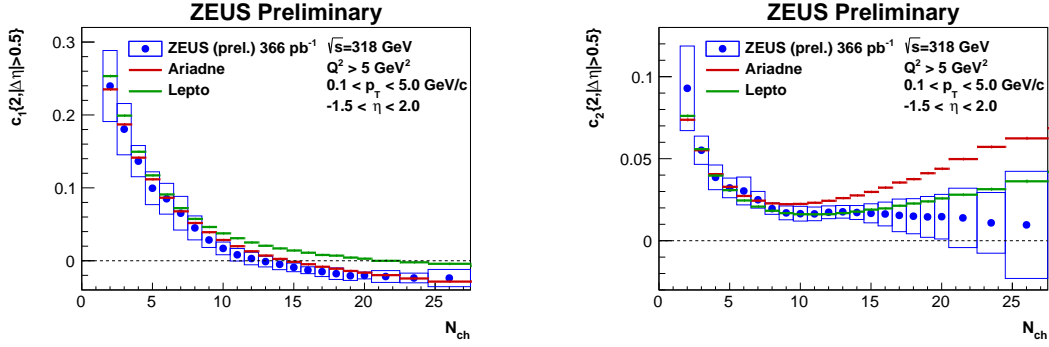 ZEUS Preliminary
c₁{2,|Δη|>0.5}
0.3
0.2
0.1
0
ZEUS (prel.) 366 pb⁻¹
Ariadne
Lepto
√s=318 GeV
Q² > 5 GeV²
0.1 < p_T < 5.0 GeV/c
-1.5 < η < 2.0
0 5 10 15 20 25
N_ch
ZEUS Preliminary
c₂{2,|Δη|>0.5}
0.1
0.05
0
ZEUS (prel.) 366 pb⁻¹
Ariadne
Lepto
√s=318 GeV
Q² > 5 GeV²
0.1 < p_T < 5.0 GeV/c
-1.5 < η < 2.0
0 5 10 15 20 25
N_ch